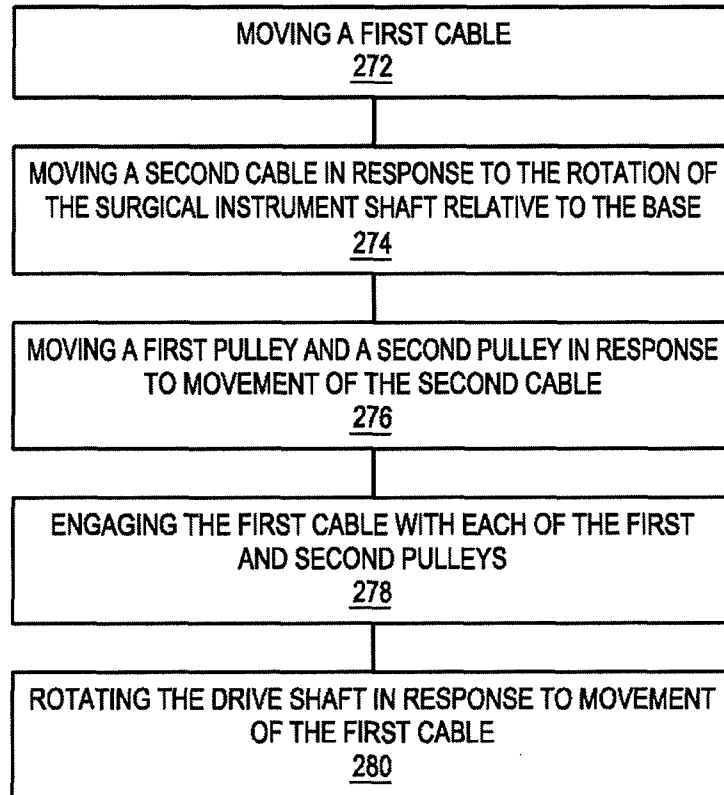 MOVING A FIRST CABLE
272
MOVING A SECOND CABLE IN RESPONSE TO THE ROTATION OF
THE SURGICAL INSTRUMENT SHAFT RELATIVE TO THE BASE
274
MOVING A FIRST PULLEY AND A SECOND PULLEY IN RESPONSE
TO MOVEMENT OF THE SECOND CABLE
276
ENGAGING THE FIRST CABLE WITH EACH OF THE FIRST
AND SECOND PULLEYS
278
ROTATING THE DRIVE SHAFT IN RESPONSE TO MOVEMENT
OF THE FIRST CABLE
280